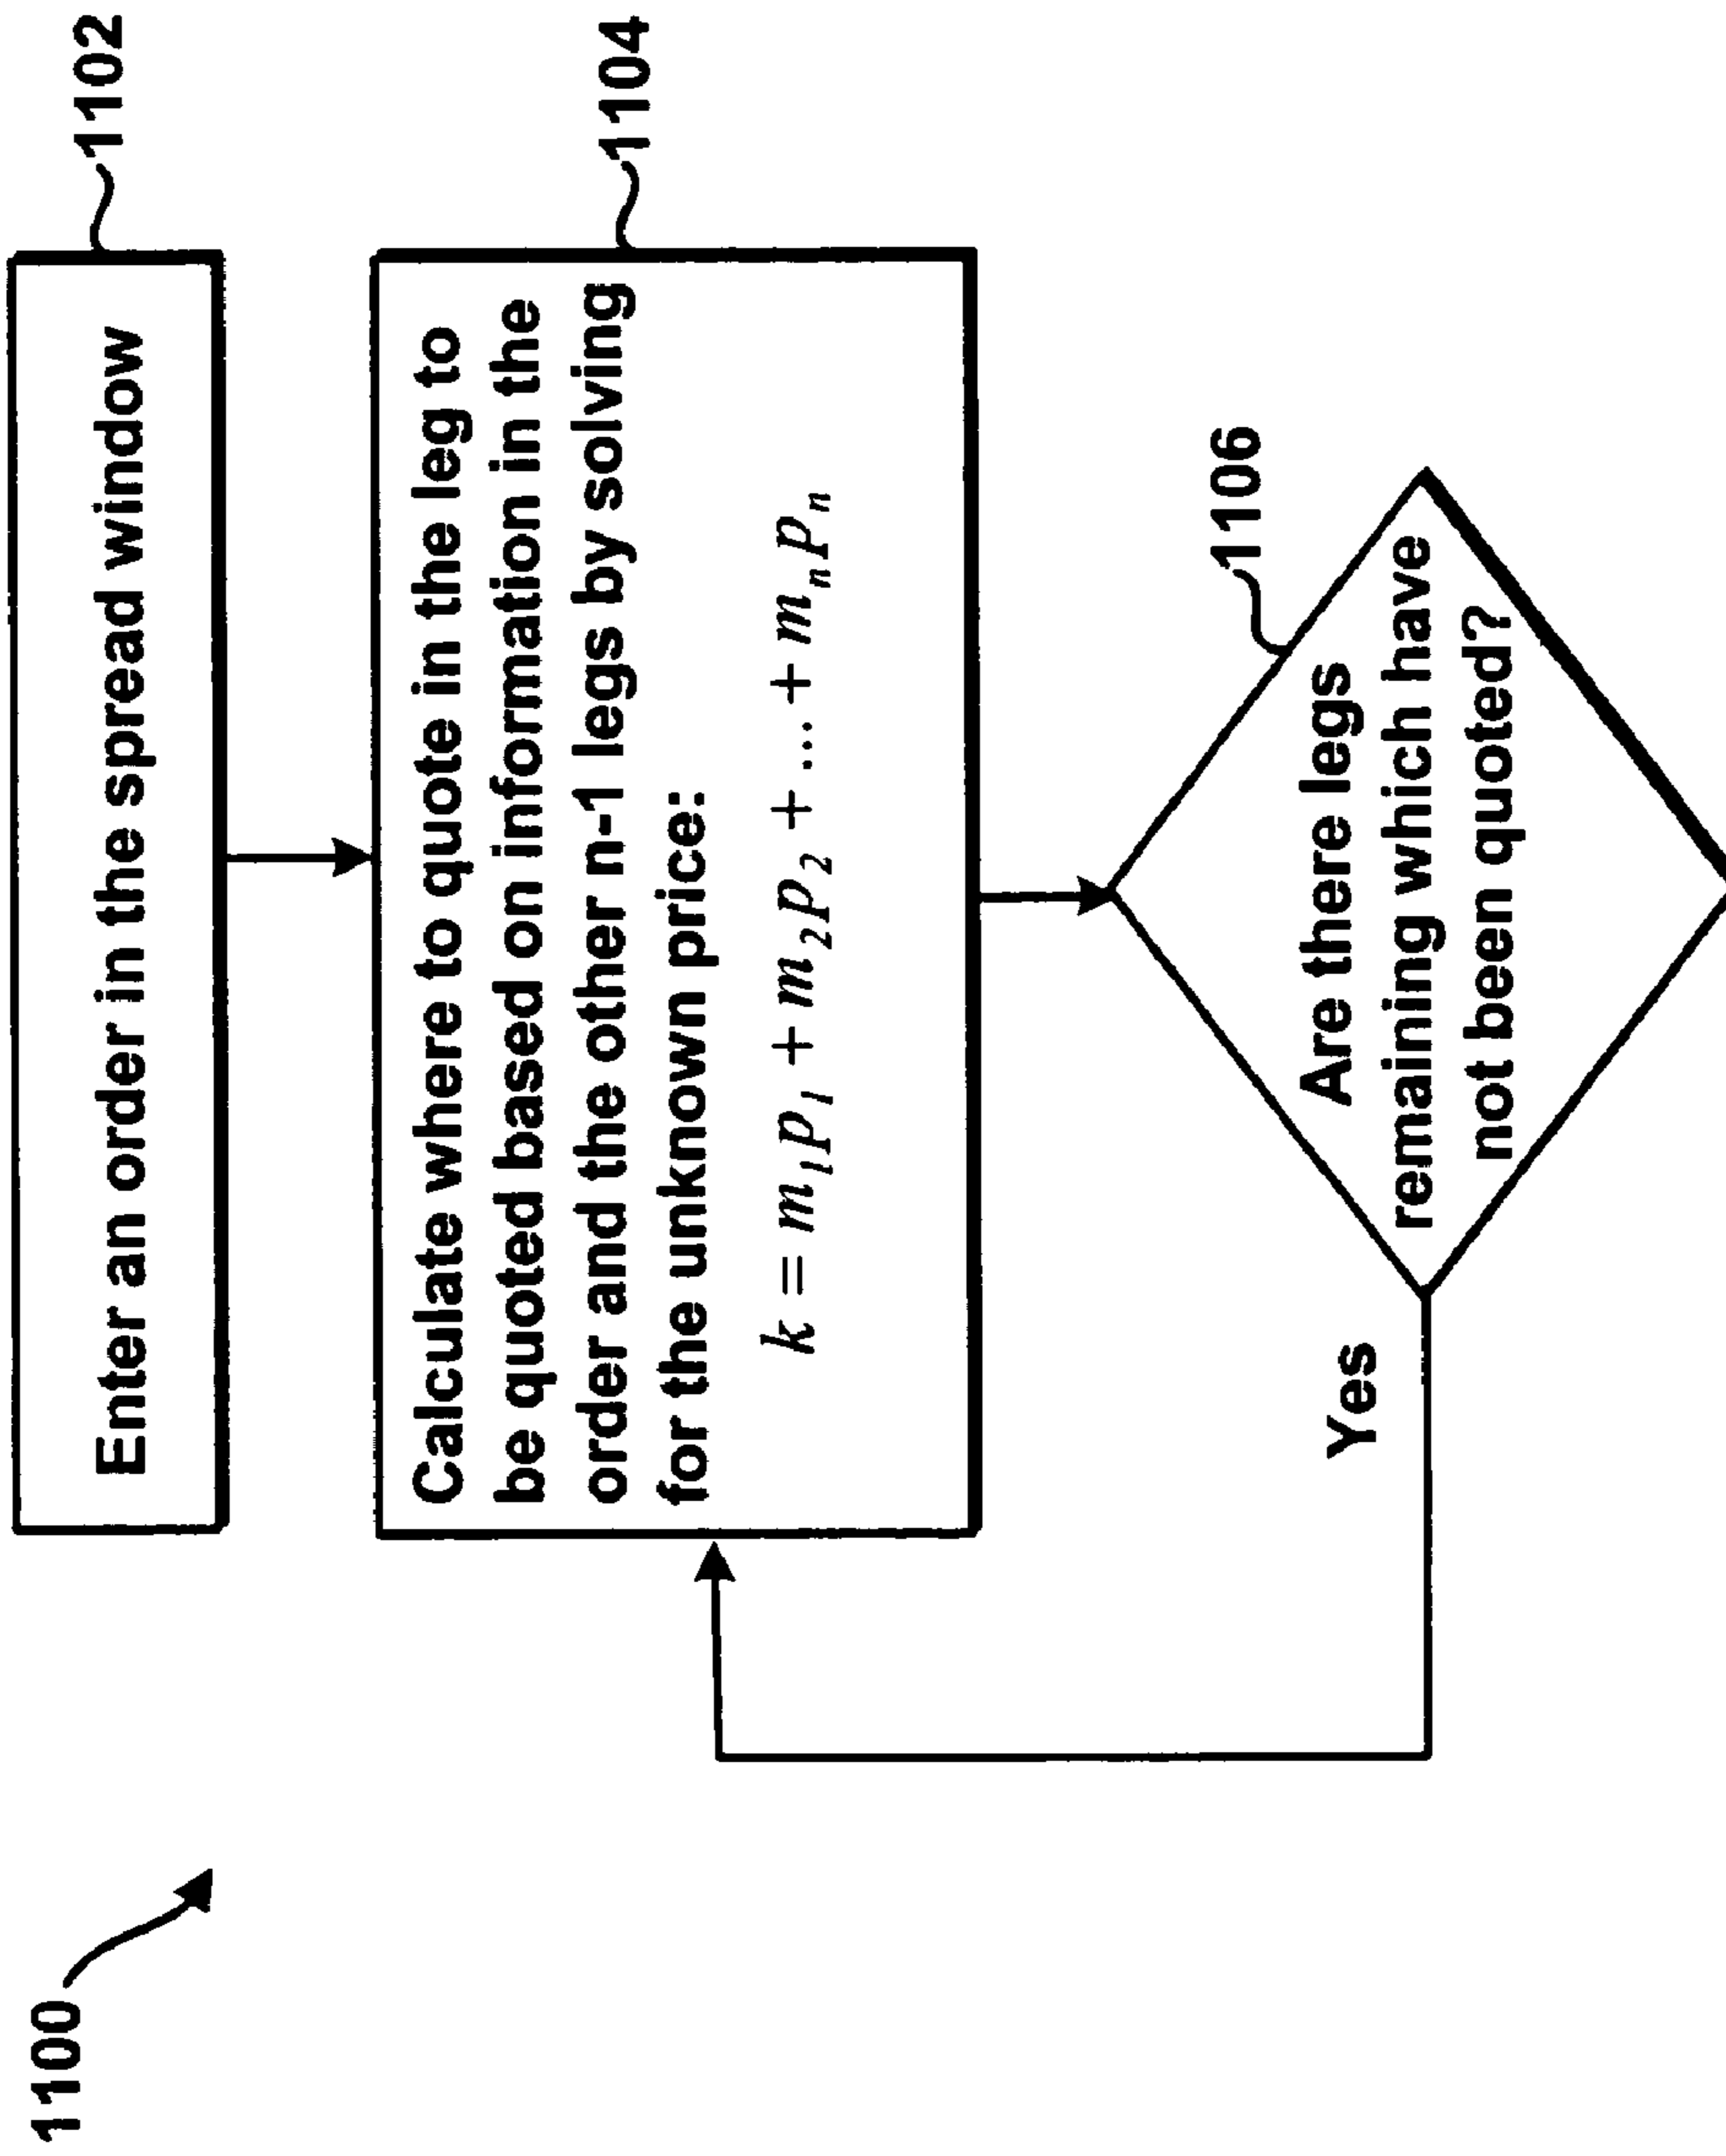 1100
1102
Enter an order in the spread window
1104
Calculate where to quote in the leg to
be quoted based on information in the
order and the other n-1 legs by solving
for the unknown price:
k = m₁p₁ + m₂p₂ + ... + mₙpₙ
1106
Are there legs
remaining which have
not been quoted?
Yes